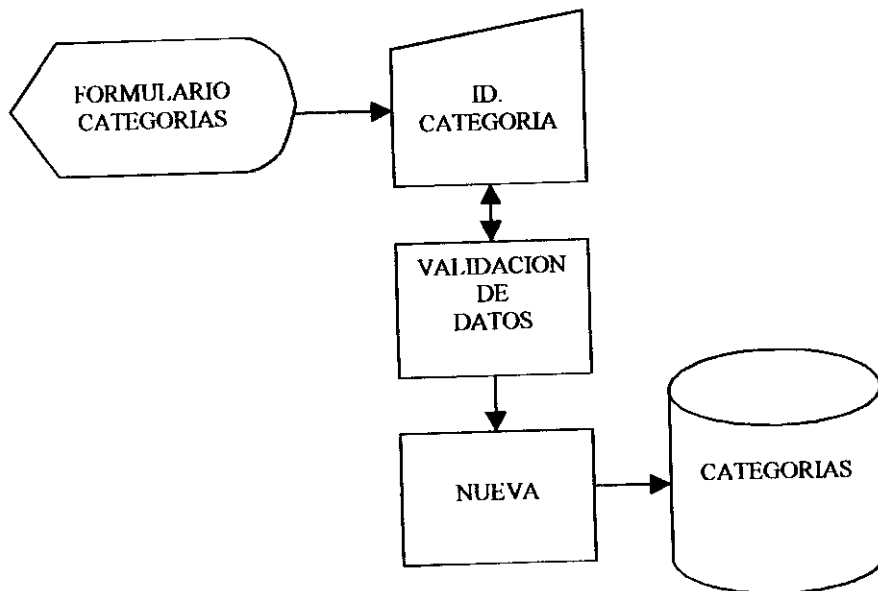 FORMULARIO
CATEGORIAS
ID.
CATEGORIA
VALIDACION
DE
DATOS
NUEVA
CATEGORIAS